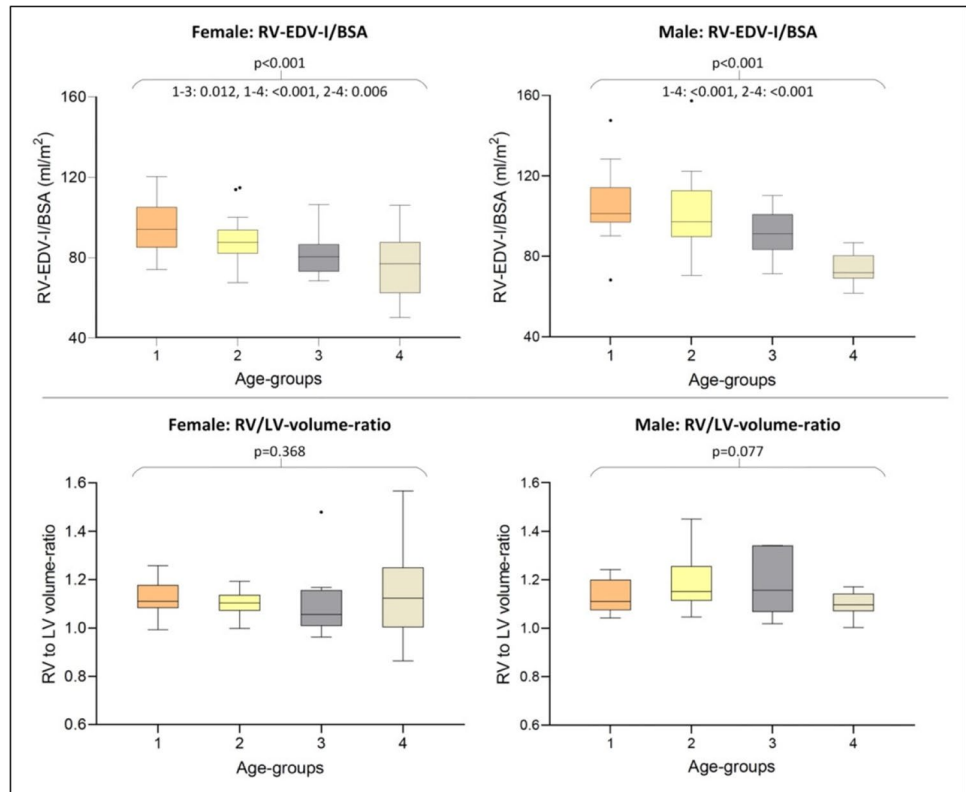 Female: RV-EDV-I/BSA
p<0.001
1-3: 0.012, 1-4: <0.001, 2-4: 0.006
RV-EDV-I/BSA (ml/m²)
160
120
80
40
1 2 3 4
Age-groups
Male: RV-EDV-I/BSA
p<0.001
1-4: <0.001, 2-4: <0.001
RV-EDV-I/BSA (ml/m²)
160
120
80
40
1 2 3 4
Age-groups
Female: RV/LV-volume-ratio
p=0.368
RV to LV volume-ratio
1.6
1.4
1.2
1.0
0.8
0.6
1 2 3 4
Age-groups
Male: RV/LV-volume-ratio
p=0.077
RV to LV volume-ratio
1.6
1.4
1.2
1.0
0.8
0.6
1 2 3 4
Age-groups